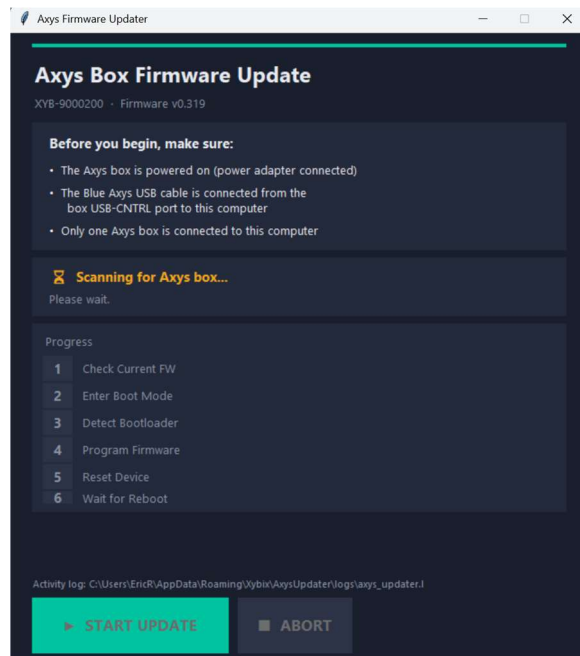 Axys Firmware Updater
Axys Box Firmware Update
XYB-9000200 • Firmware v0.319
Before you begin, make sure:
• The Axys box is powered on (power adapter connected)
• The Blue Axys USB cable is connected from the
box USB-CNTRL port to this computer
• Only one Axys box is connected to this computer
Scanning for Axys box...
Please wait.
Progress
1 Check Current FW
2 Enter Boot Mode
3 Detect Bootloader
4 Program Firmware
5 Reset Device
6 Wait for Reboot
Activity log: C:\Users\EricR\AppData\Roaming\Xybix\AxysUpdater\logs\axys_updater.l
► START UPDATE ■ ABORT